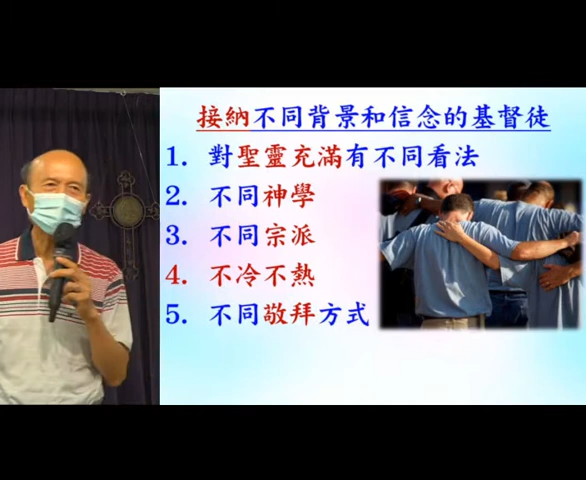 接納不同背景和信念的基督徒
1. 對聖靈充滿有不同看法
2. 不同神學
3. 不同宗派
4. 不冷不熱
5. 不同敬拜方式